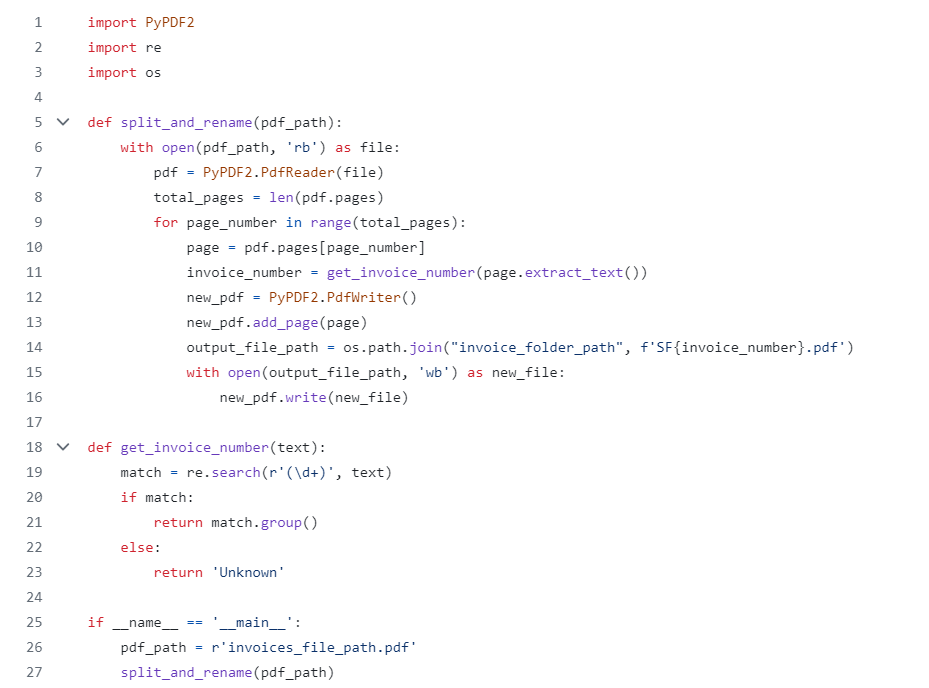 1 import PyPDF2
2 import re
3 import os
4
5 def split_and_rename(pdf_path):
6     with open(pdf_path, 'rb') as file:
7         pdf = PyPDF2.PdfReader(file)
8         total_pages = len(pdf.pages)
9         for page_number in range(total_pages):
10             page = pdf.pages[page_number]
11             invoice_number = get_invoice_number(page.extract_text())
12             new_pdf = PyPDF2.PdfWriter()
13             new_pdf.add_page(page)
14             output_file_path = os.path.join("invoice_folder_path", f'SF{invoice_number}.pdf')
15             with open(output_file_path, 'wb') as new_file:
16                 new_pdf.write(new_file)
17
18 def get_invoice_number(text):
19     match = re.search(r'(\d+)', text)
20     if match:
21         return match.group()
22     else:
23         return 'Unknown'
24
25 if __name__ == '__main__':
26     pdf_path = r'invoices_file_path.pdf'
27     split_and_rename(pdf_path)